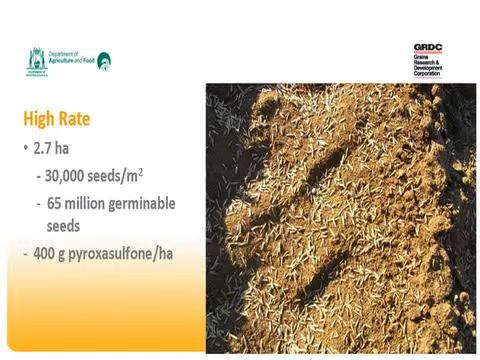 Department of
Agriculture and Food
GRDC
Grains
Research &
Development
Corporation
High Rate
• 2.7 ha
- 30,000 seeds/m²
- 65 million germinable
seeds
- 400 g pyroxasulfone/ha